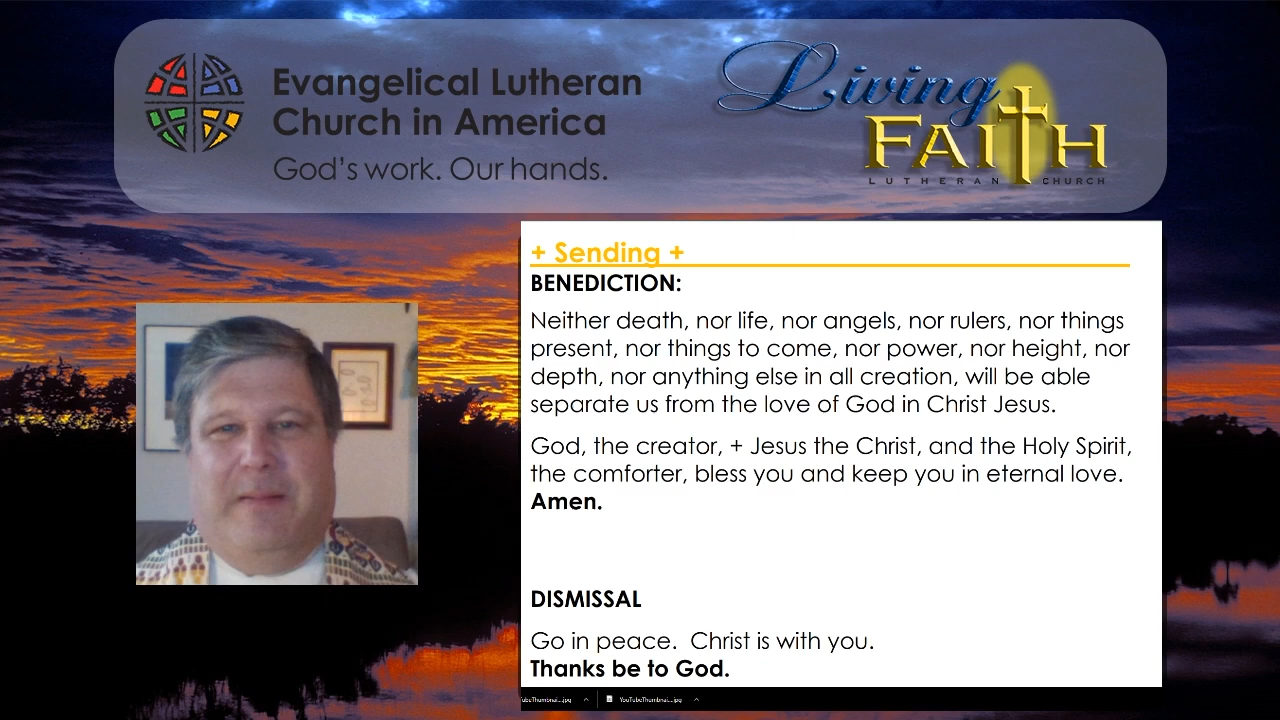 Evangelical Lutheran
Church in America
God's work. Our hands.
Living
FAITH
LUTHERAN CHURCH
+ Sending +
BENEDICTION:
Neither death, nor life, nor angels, nor rulers, nor things
present, nor things to come, nor power, nor height, nor
depth, nor anything else in all creation, will be able
separate us from the love of God in Christ Jesus.
God, the creator, + Jesus the Christ, and the Holy Spirit,
the comforter, bless you and keep you in eternal love.
Amen.
DISMISSAL
Go in peace.  Christ is with you.
Thanks be to God.
ubeThumbnai...jpg YouTubeThumbnai...jpg